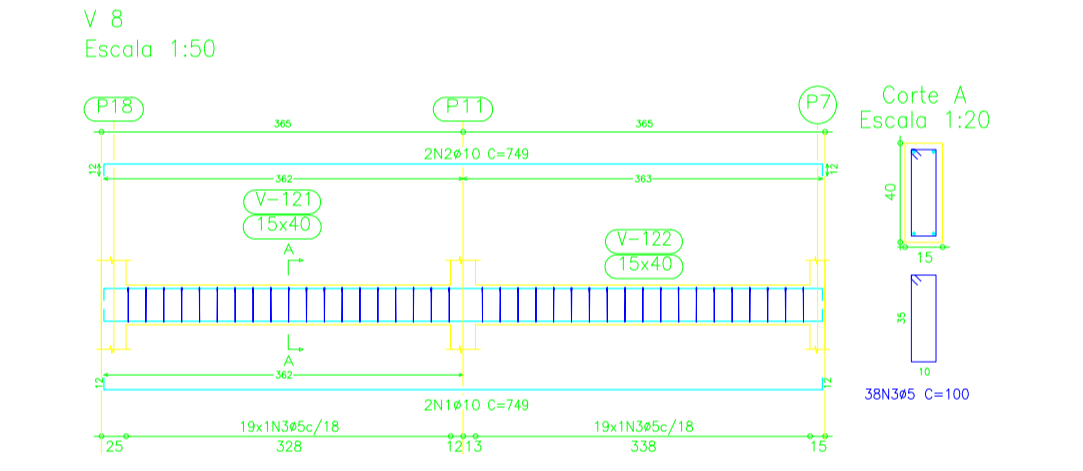 V 8
Escala 1:50
P18
P11
P7
365
365
2N2ø10 C=749
12
12
362
363
V-121
15x40
V-122
15x40
A
A
362
12
12
2N1ø10 C=749
19x1N3ø5c/18
19x1N3ø5c/18
25
328
12
13
338
15
Corte A
Escala 1:20
40
15
35
10
38N3ø5 C=100